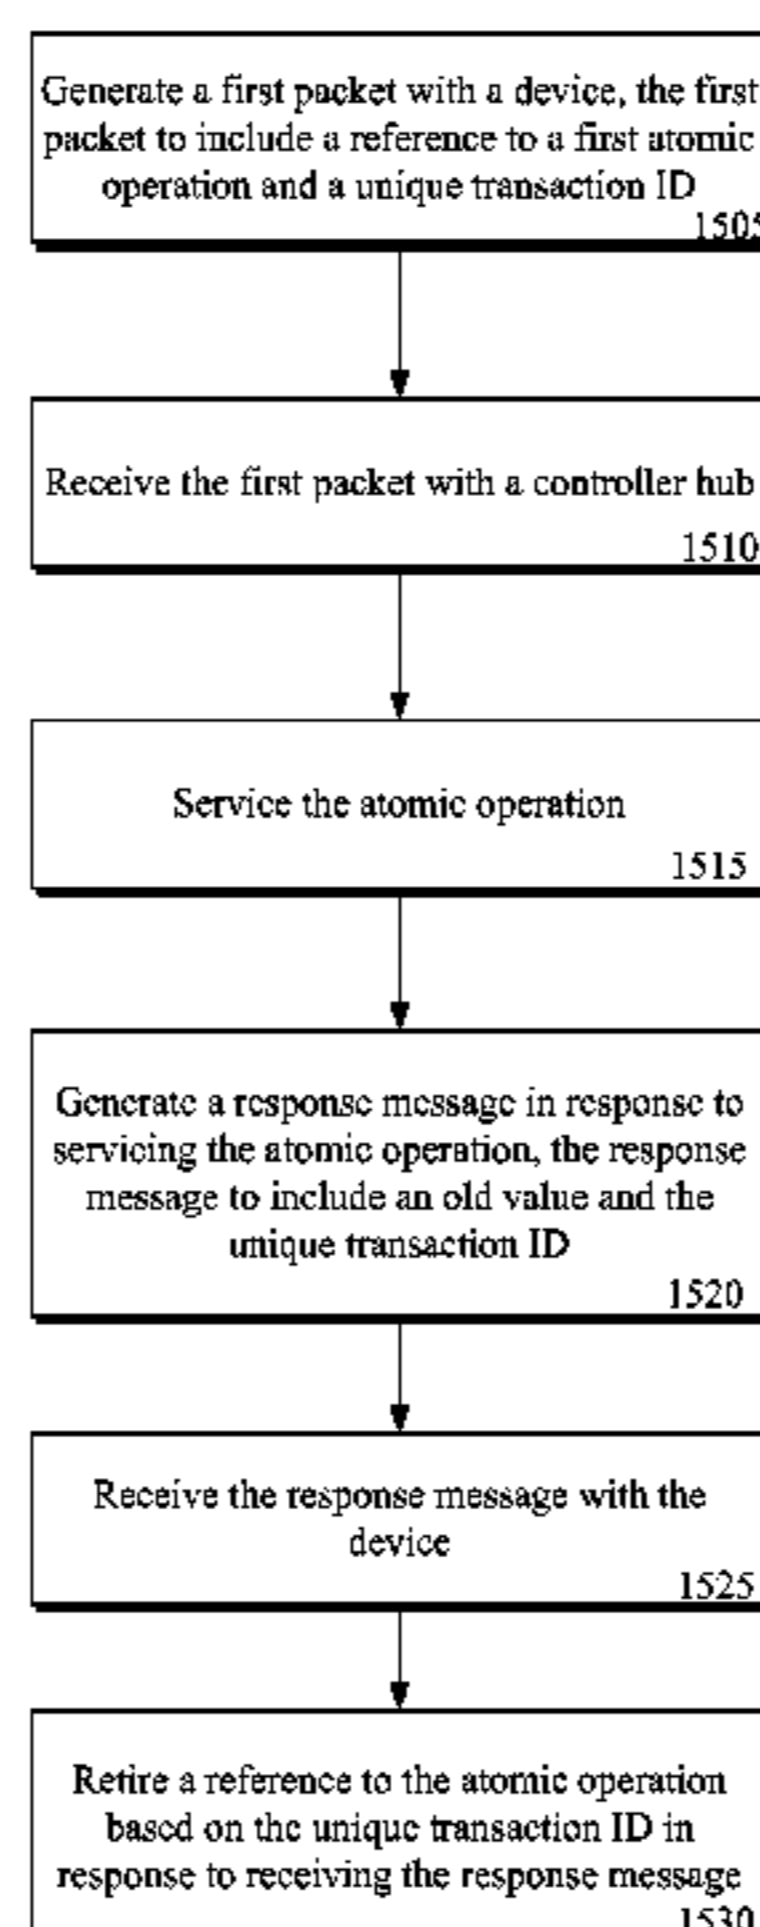 Generate a first packet with a device, the first
packet to include a reference to a first atomic
operation and a unique transaction ID
1505
Receive the first packet with a controller hub
1510
Service the atomic operation
1515
Generate a response message in response to
servicing the atomic operation, the response
message to include an old value and the
unique transaction ID
1520
Receive the response message with the
device
1525
Retire a reference to the atomic operation
based on the unique transaction ID in
response to receiving the response message
1530